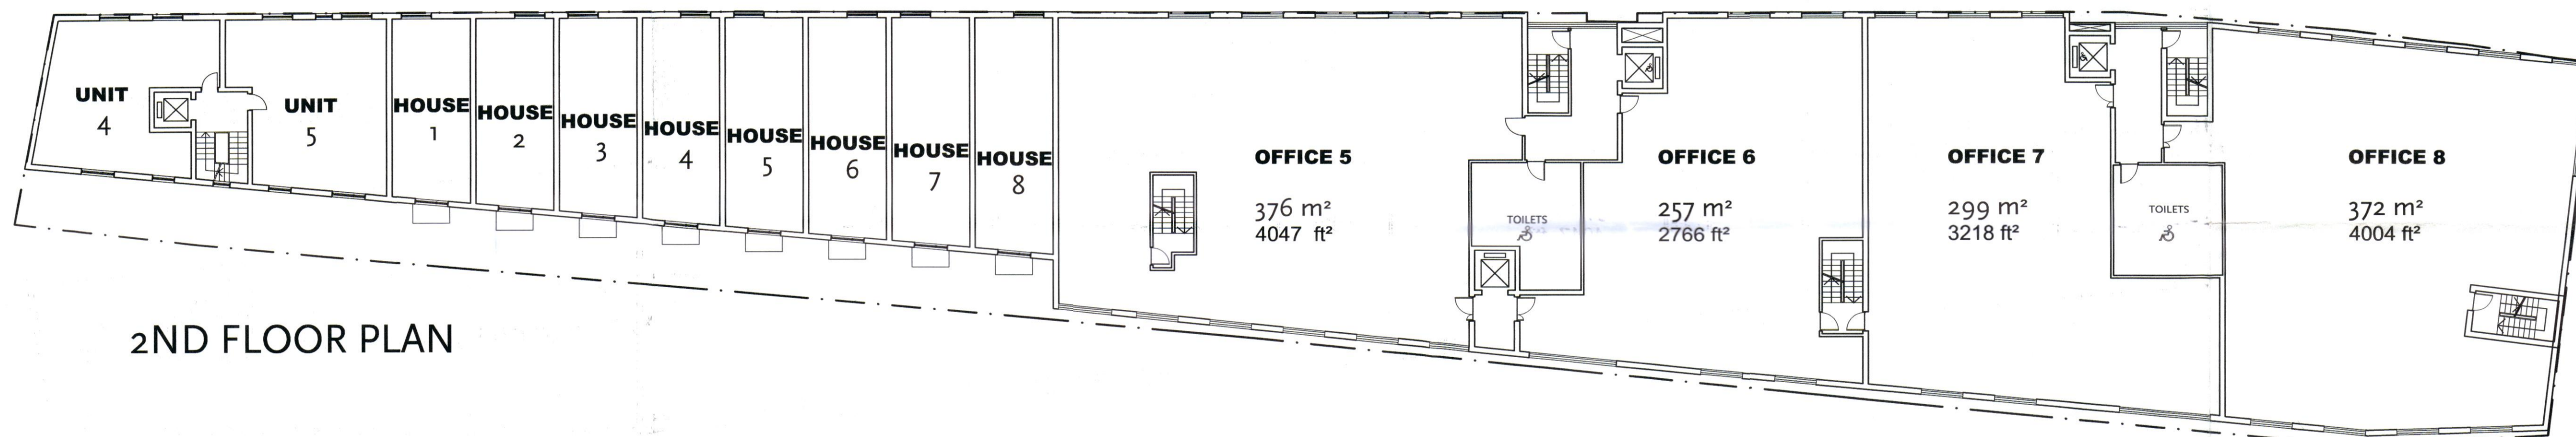 UNIT
4
UNIT
5
HOUSE
1
HOUSE
2
HOUSE
3
HOUSE
4
HOUSE
5
HOUSE
6
HOUSE
7
HOUSE
8
OFFICE 5
376 m²
4047 ft²
TOILETS
OFFICE 6
257 m²
2766 ft²
OFFICE 7
299 m²
3218 ft²
TOILETS
OFFICE 8
372 m²
4004 ft²
2ND FLOOR PLAN